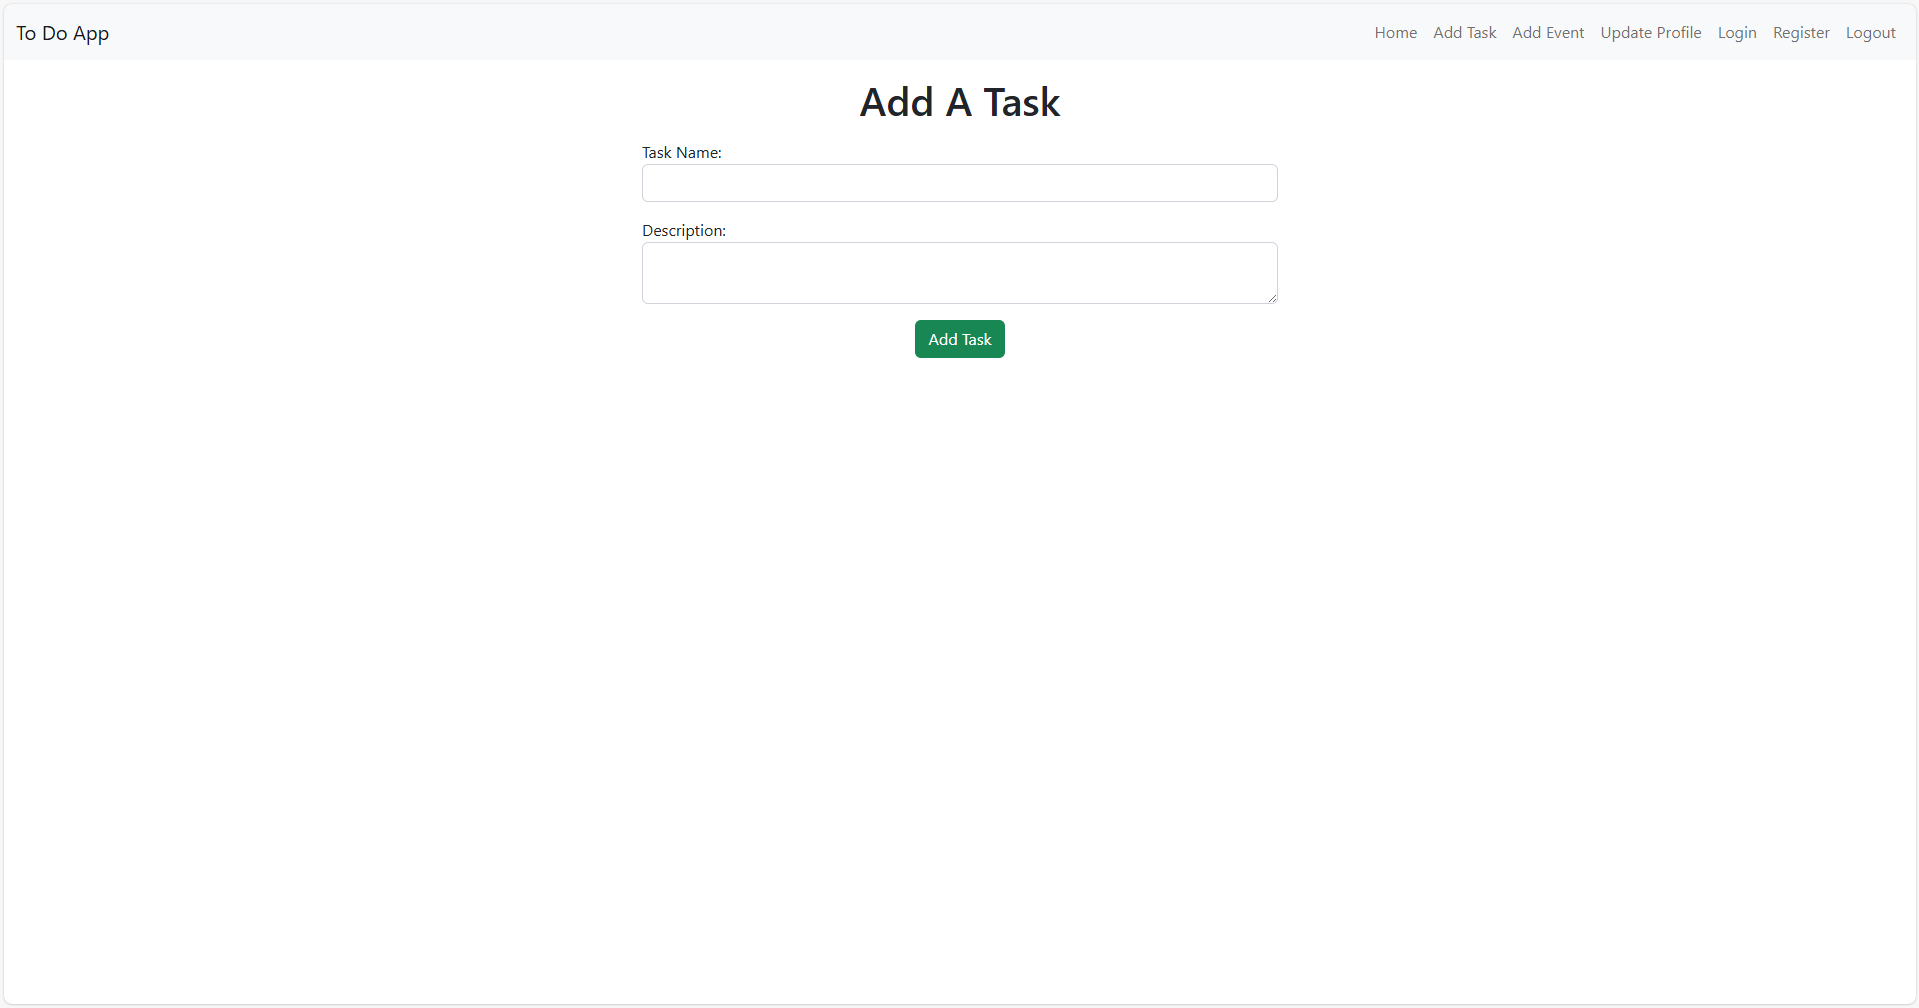 To Do App Home Add Task Add Event Update Profile Login Register Logout
Add A Task
Task Name:
Description:
Add Task